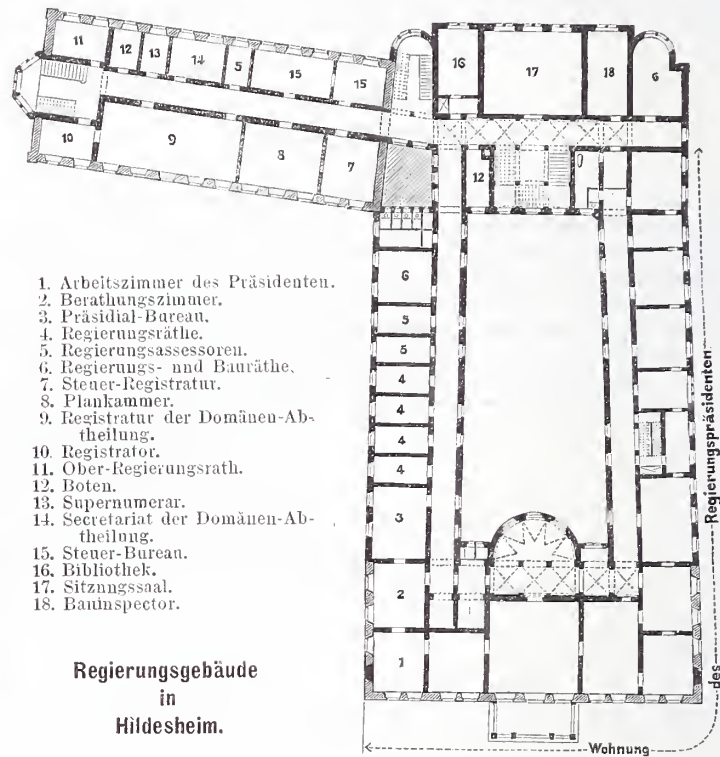 11 12 13 14 5 15 15
10 9 8 7
16 17 18 6
12
6
5
5
4
4
4
4
3
2
1
1. Arbeitszimmer des Präsidenten.
2. Berathungszimmer.
3. Präsidial-Bureau.
4. Regierungsräthe.
5. Regierungsassessoren.
6. Regierungs- und Bauräthe.
7. Steuer-Registratur.
8. Plankammer.
9. Registratur der Domänen-Ab-
theilung.
10. Registrator.
11. Ober-Regierungsrath.
12. Boten.
13. Supernumerar.
14. Secretariat der Domänen-Ab-
theilung.
15. Steuer-Bureau.
16. Bibliothek.
17. Sitzungssaal.
18. Bauinspector.
Regierungsgebäude
in
Hildesheim.
Wohnung
des
Regierungspräsidenten